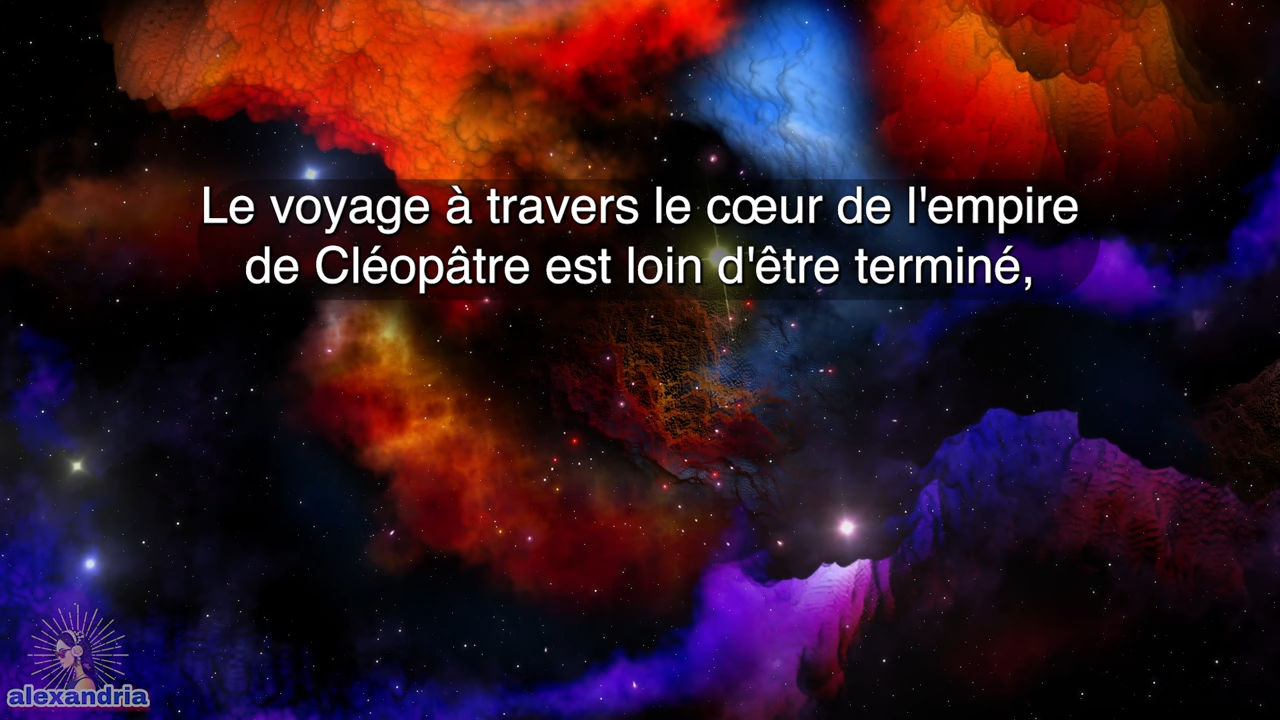 Le voyage à travers le cœur de l'empire
de Cléopâtre est loin d'être terminé,
alexandria